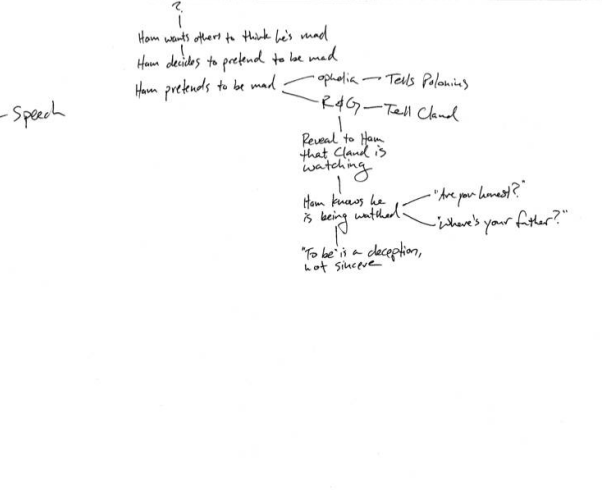 ?
Ham wants others to think he's mad
Ham decides to pretend to be mad
Ham pretends to be mad
Ophelia — Tells Polonius
- Speech
R&G — Tell Claud
Reveal to Ham
that Claud is
watching
Ham knows he
is being watched
"Are you honest?"
"Where's your father?"
"To be" is a deception,
not sincere